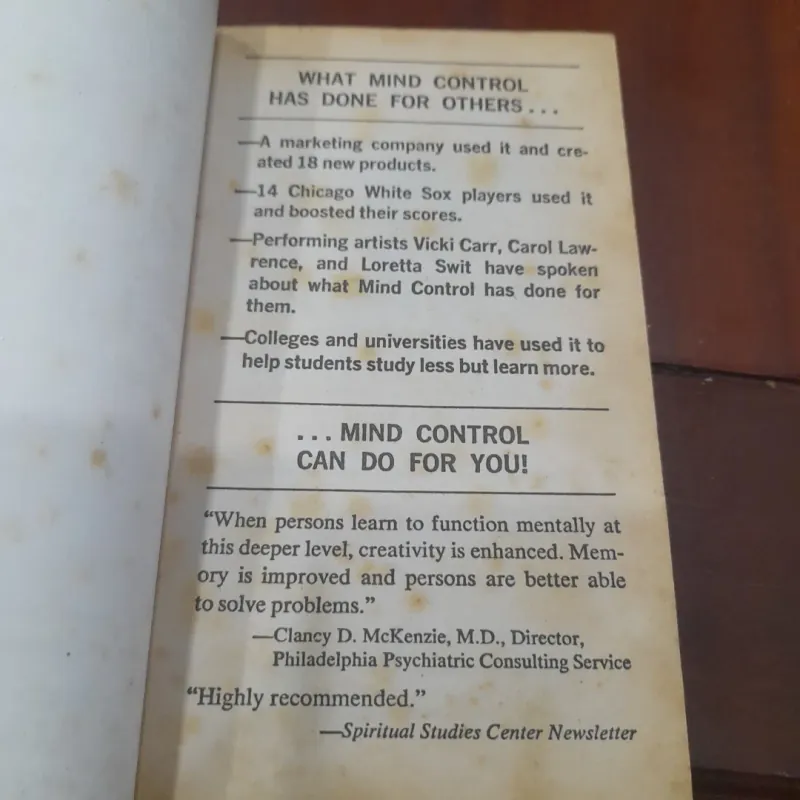 WHAT MIND CONTROL
HAS DONE FOR OTHERS...
—A marketing company used it and cre-
ated 18 new products.
—14 Chicago White Sox players used it
and boosted their scores.
—Performing artists Vicki Carr, Carol Law-
rence, and Loretta Swit have spoken
about what Mind Control has done for
them.
—Colleges and universities have used it to
help students study less but learn more.
...MIND CONTROL
CAN DO FOR YOU!
“When persons learn to function mentally at
this deeper level, creativity is enhanced. Mem-
ory is improved and persons are better able
to solve problems.”
—Clancy D. McKenzie, M.D., Director,
Philadelphia Psychiatric Consulting Service
“Highly recommended.”
—Spiritual Studies Center Newsletter